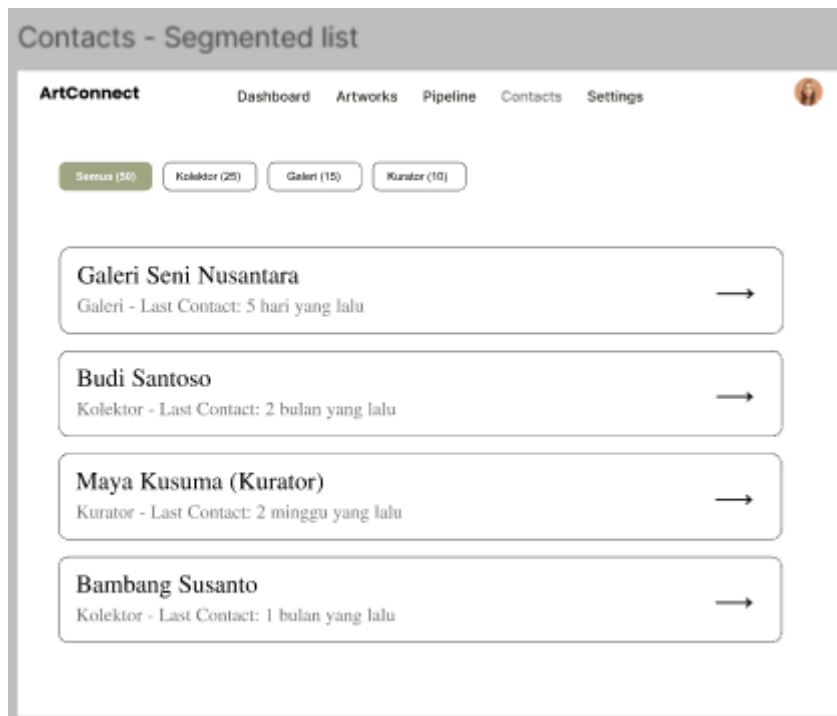 Contacts - Segmented list
ArtConnect Dashboard Artworks Pipeline Contacts Settings
Semua (50) Kolektor (25) Galeri (15) Kurator (10)
Galeri Seni Nusantara
Galeri - Last Contact: 5 hari yang lalu
Budi Santoso
Kolektor - Last Contact: 2 bulan yang lalu
Maya Kusuma (Kurator)
Kurator - Last Contact: 2 minggu yang lalu
Bambang Susanto
Kolektor - Last Contact: 1 bulan yang lalu